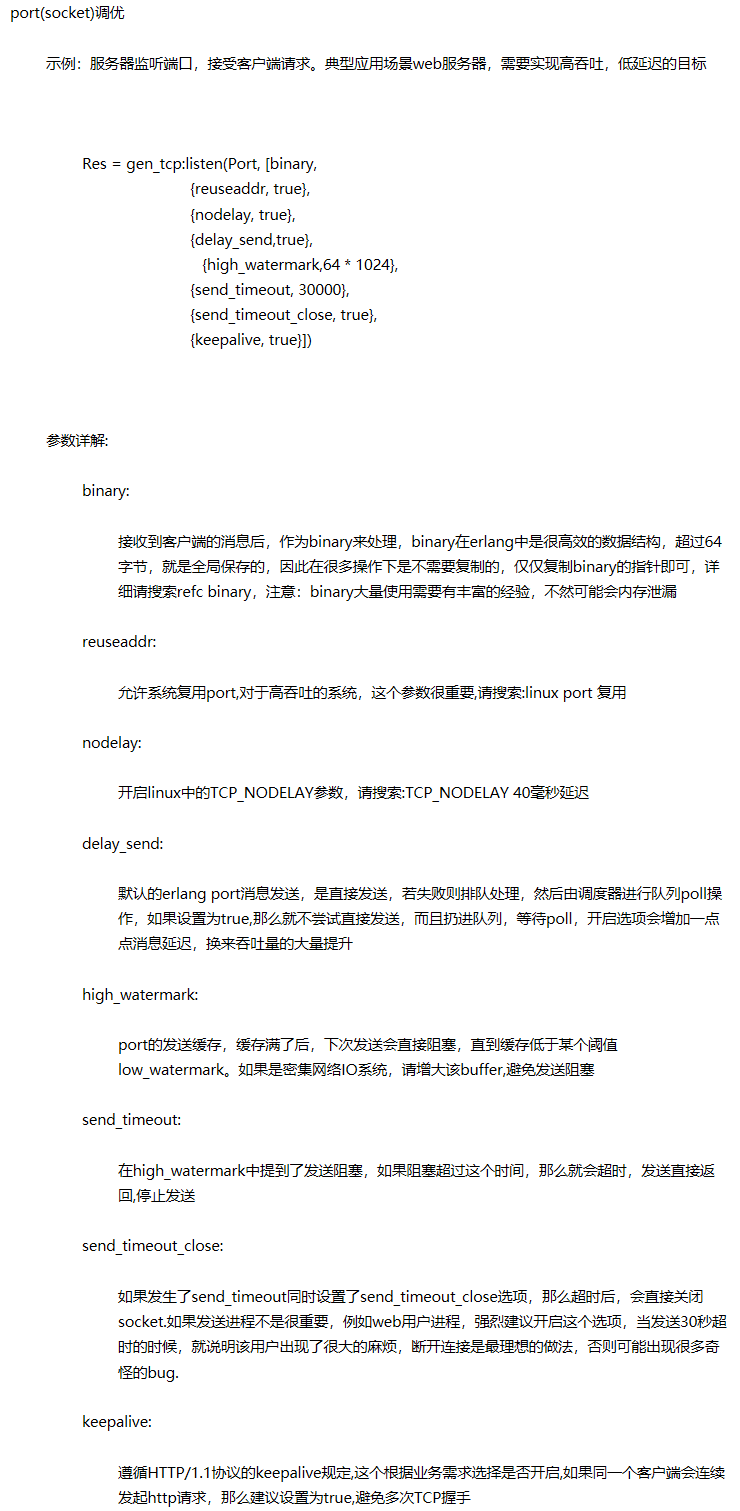 port(socket)调优
示例：服务器监听端口，接受客户端请求。典型应用场景web服务器，需要实现高吞吐，低延迟的目标
Res = gen_tcp:listen(Port, [binary,
{reuseaddr, true},
{nodelay, true},
{delay_send,true},
{high_watermark,64 * 1024},
{send_timeout, 30000},
{send_timeout_close, true},
{keepalive, true}])
参数详解:
binary:
接收到客户端的消息后，作为binary来处理，binary在erlang中是很高效的数据结构，超过64
字节，就是全局保存的，因此在很多操作下是不需要复制的，仅仅复制binary的指针即可，详
细请搜索refc binary，注意：binary大量使用需要有丰富的经验，不然可能会内存泄漏
reuseaddr:
允许系统复用port,对于高吞吐的系统，这个参数很重要,请搜索:linux port 复用
nodelay:
开启linux中的TCP_NODELAY参数，请搜索:TCP_NODELAY 40毫秒延迟
delay_send:
默认的erlang port消息发送，是直接发送，若失败则排队处理，然后由调度器进行队列poll操
作，如果设置为true,那么就不尝试直接发送，而且扔进队列，等待poll，开启选项会增加一点
点消息延迟，换来吞吐量的大量提升
high_watermark:
port的发送缓存，缓存满了后，下次发送会直接阻塞，直到缓存低于某个阈值
low_watermark。如果是密集网络IO系统，请增大该buffer,避免发送阻塞
send_timeout:
在high_watermark中提到了发送阻塞，如果阻塞超过这个时间，那么就会超时，发送直接返
回,停止发送
send_timeout_close:
如果发生了send_timeout同时设置了send_timeout_close选项，那么超时后，会直接关闭
socket.如果发送进程不是很重要，例如web用户进程，强烈建议开启这个选项，当发送30秒超
时的时候，就说明该用户出现了很大的麻烦，断开连接是最理想的做法，否则可能出现很多奇
怪的bug.
keepalive:
遵循HTTP/1.1协议的keepalive规定,这个根据业务需求选择是否开启,如果同一个客户端会连续
发起http请求，那么建议设置为true,避免多次TCP握手